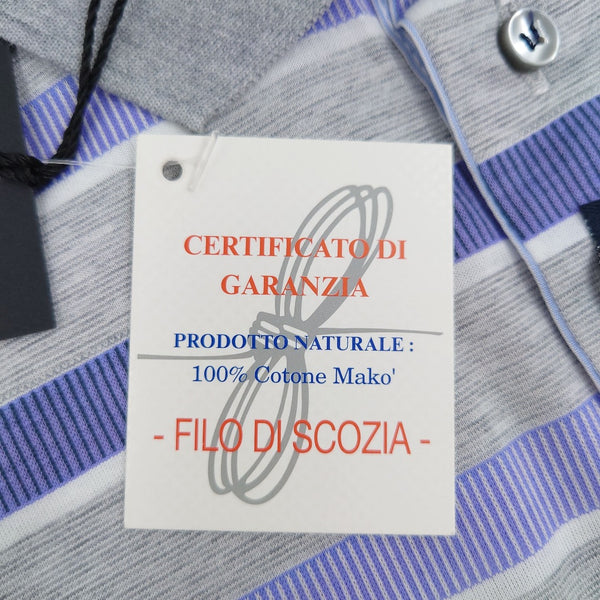 CERTIFICATO DI
GARANZIA
PRODOTTO NATURALE :
100% Cotone Mako'
- FILO DI SCOZIA -